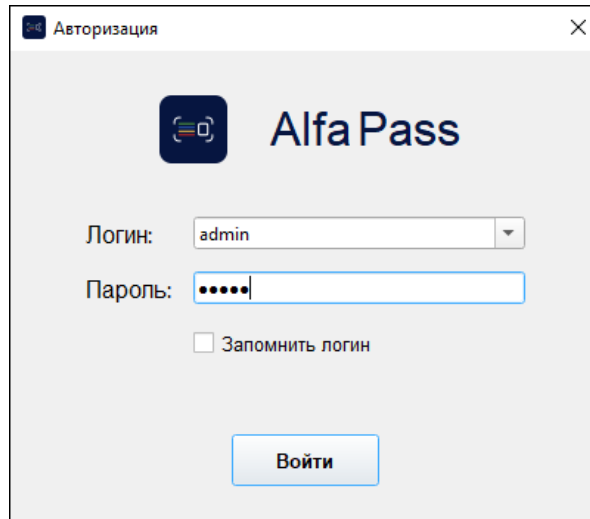 Авторизация
Alfa Pass
Логин: admin
Пароль: •••••
Запомнить логин
Войти